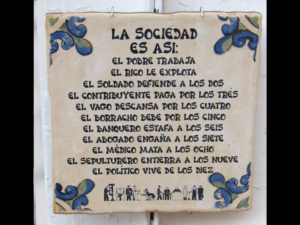 LA SOCIEDAD
ES ASI:
EL POBRE TRABAJA
EL RICO LE EXPLOTA
EL SOLDADO DEFIENDE A LOS DOS
EL CONTRIBUYENTE PAGA POR LOS TRES
EL VAGO DESCANSA POR LOS CUATRO
EL BORRACHO BEBE POR LOS CINCO
EL BANQUERO ESTAFA A LOS SEIS
EL ABOGADO ENGAÑA A LOS SIETE
EL MÉDICO MATA A LOS OCHO
EL SEPULTURERO ENTIERRA A LOS NUEVE
EL POLÍTICO VIVE DE LOS DIEZ